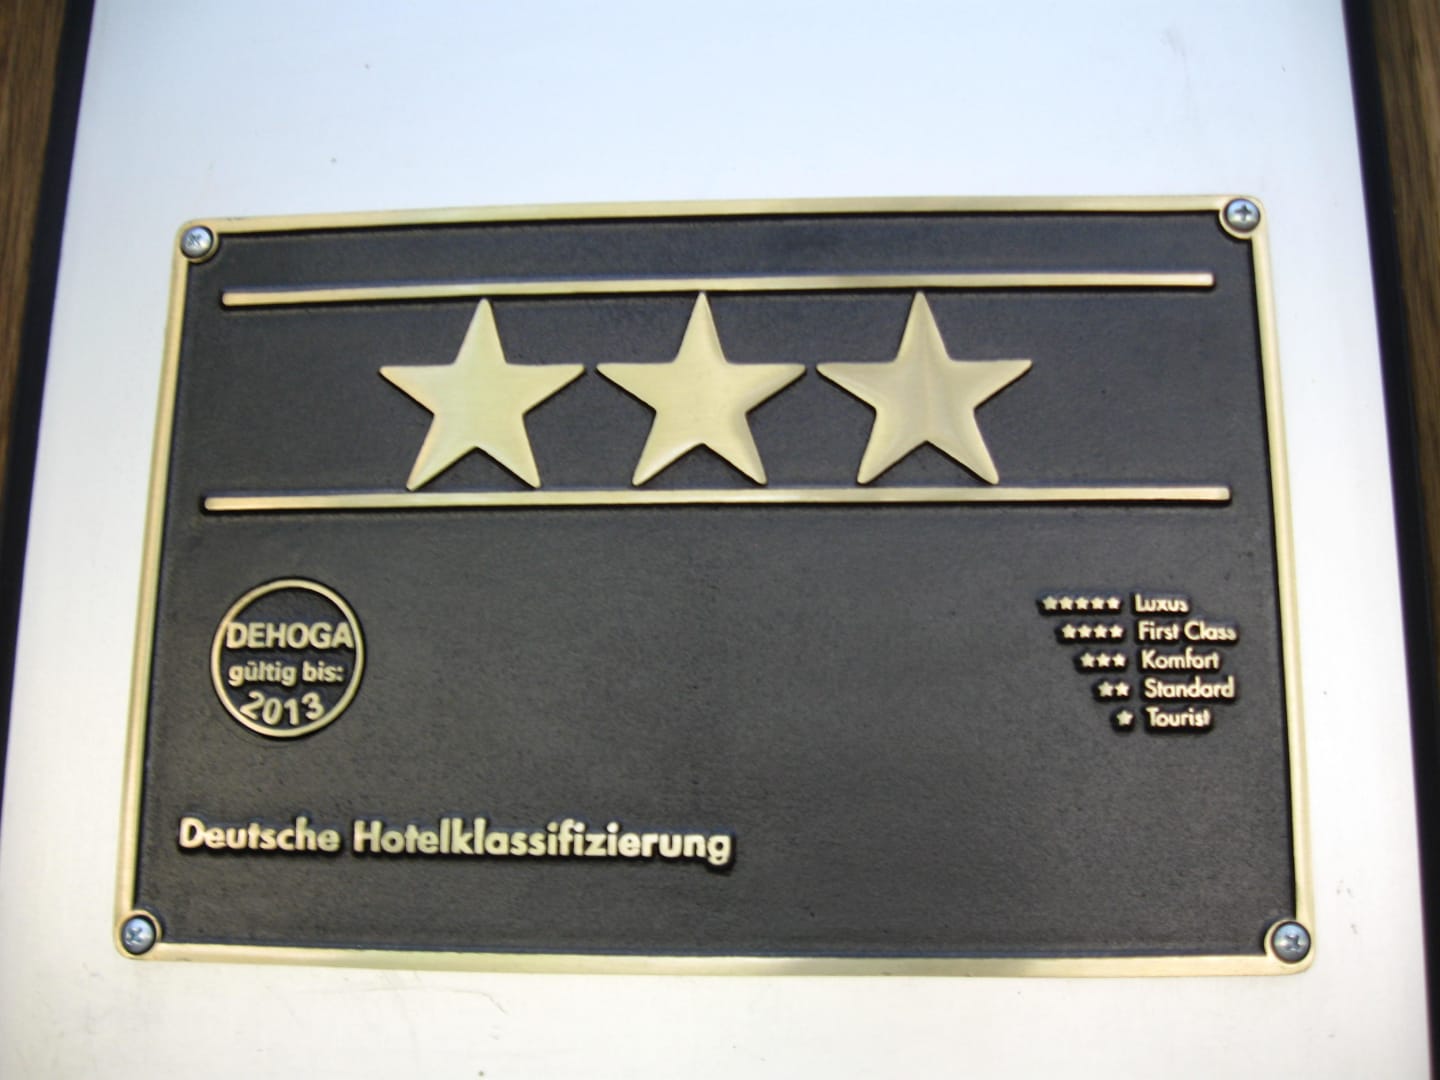 DEHOGA
gültig bis:
2013
★★★★★ Luxus
★★★★ First Class
★★★ Komfort
★★ Standard
★ Tourist
Deutsche Hotelklassifizierung